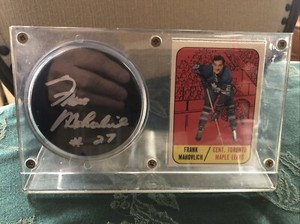 Frank
Mahovlich
# 27
FRANK
MAHOVLICH
CENT. TORONTO
MAPLE LEAFS